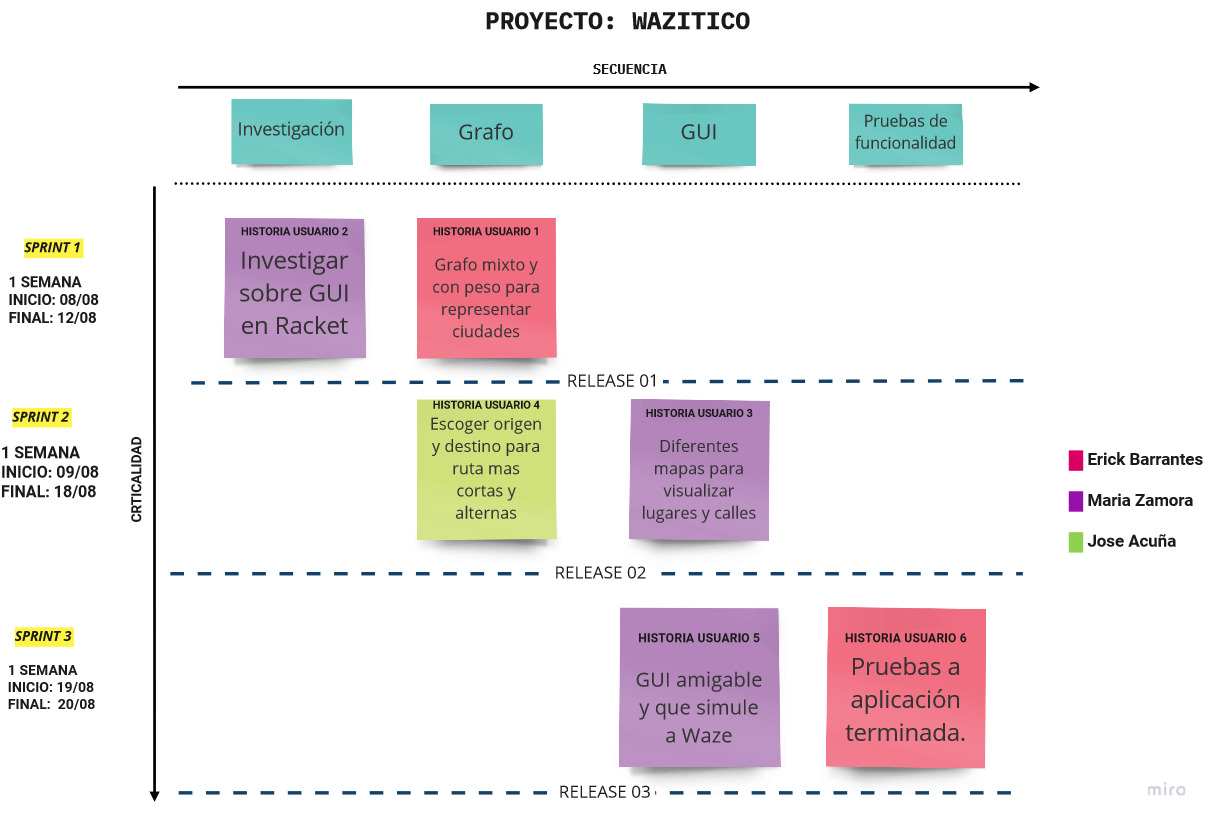 PROYECTO: WAZITICO
SECUENCIA
Investigación
Grafo
GUI
Pruebas de
funcionalidad
CRTICALIDAD
SPRINT 1
1 SEMANA
INICIO: 08/08
FINAL: 12/08
HISTORIA USUARIO 2
Investigar
sobre GUI
en Racket
HISTORIA USUARIO 1
Grafo mixto y
con peso para
representar
ciudades
RELEASE 01
SPRINT 2
1 SEMANA
INICIO: 09/08
FINAL: 18/08
HISTORIA USUARIO 4
Escoger origen
y destino para
ruta mas
cortas y
alternas
HISTORIA USUARIO 3
Diferentes
mapas para
visualizar
lugares y calles
Erick Barrantes
Maria Zamora
Jose Acuña
RELEASE 02
SPRINT 3
1 SEMANA
INICIO: 19/08
FINAL: 20/08
HISTORIA USUARIO 5
GUI amigable
y que simule
a Waze
HISTORIA USUARIO 6
Pruebas a
aplicación
terminada.
RELEASE 03
miro